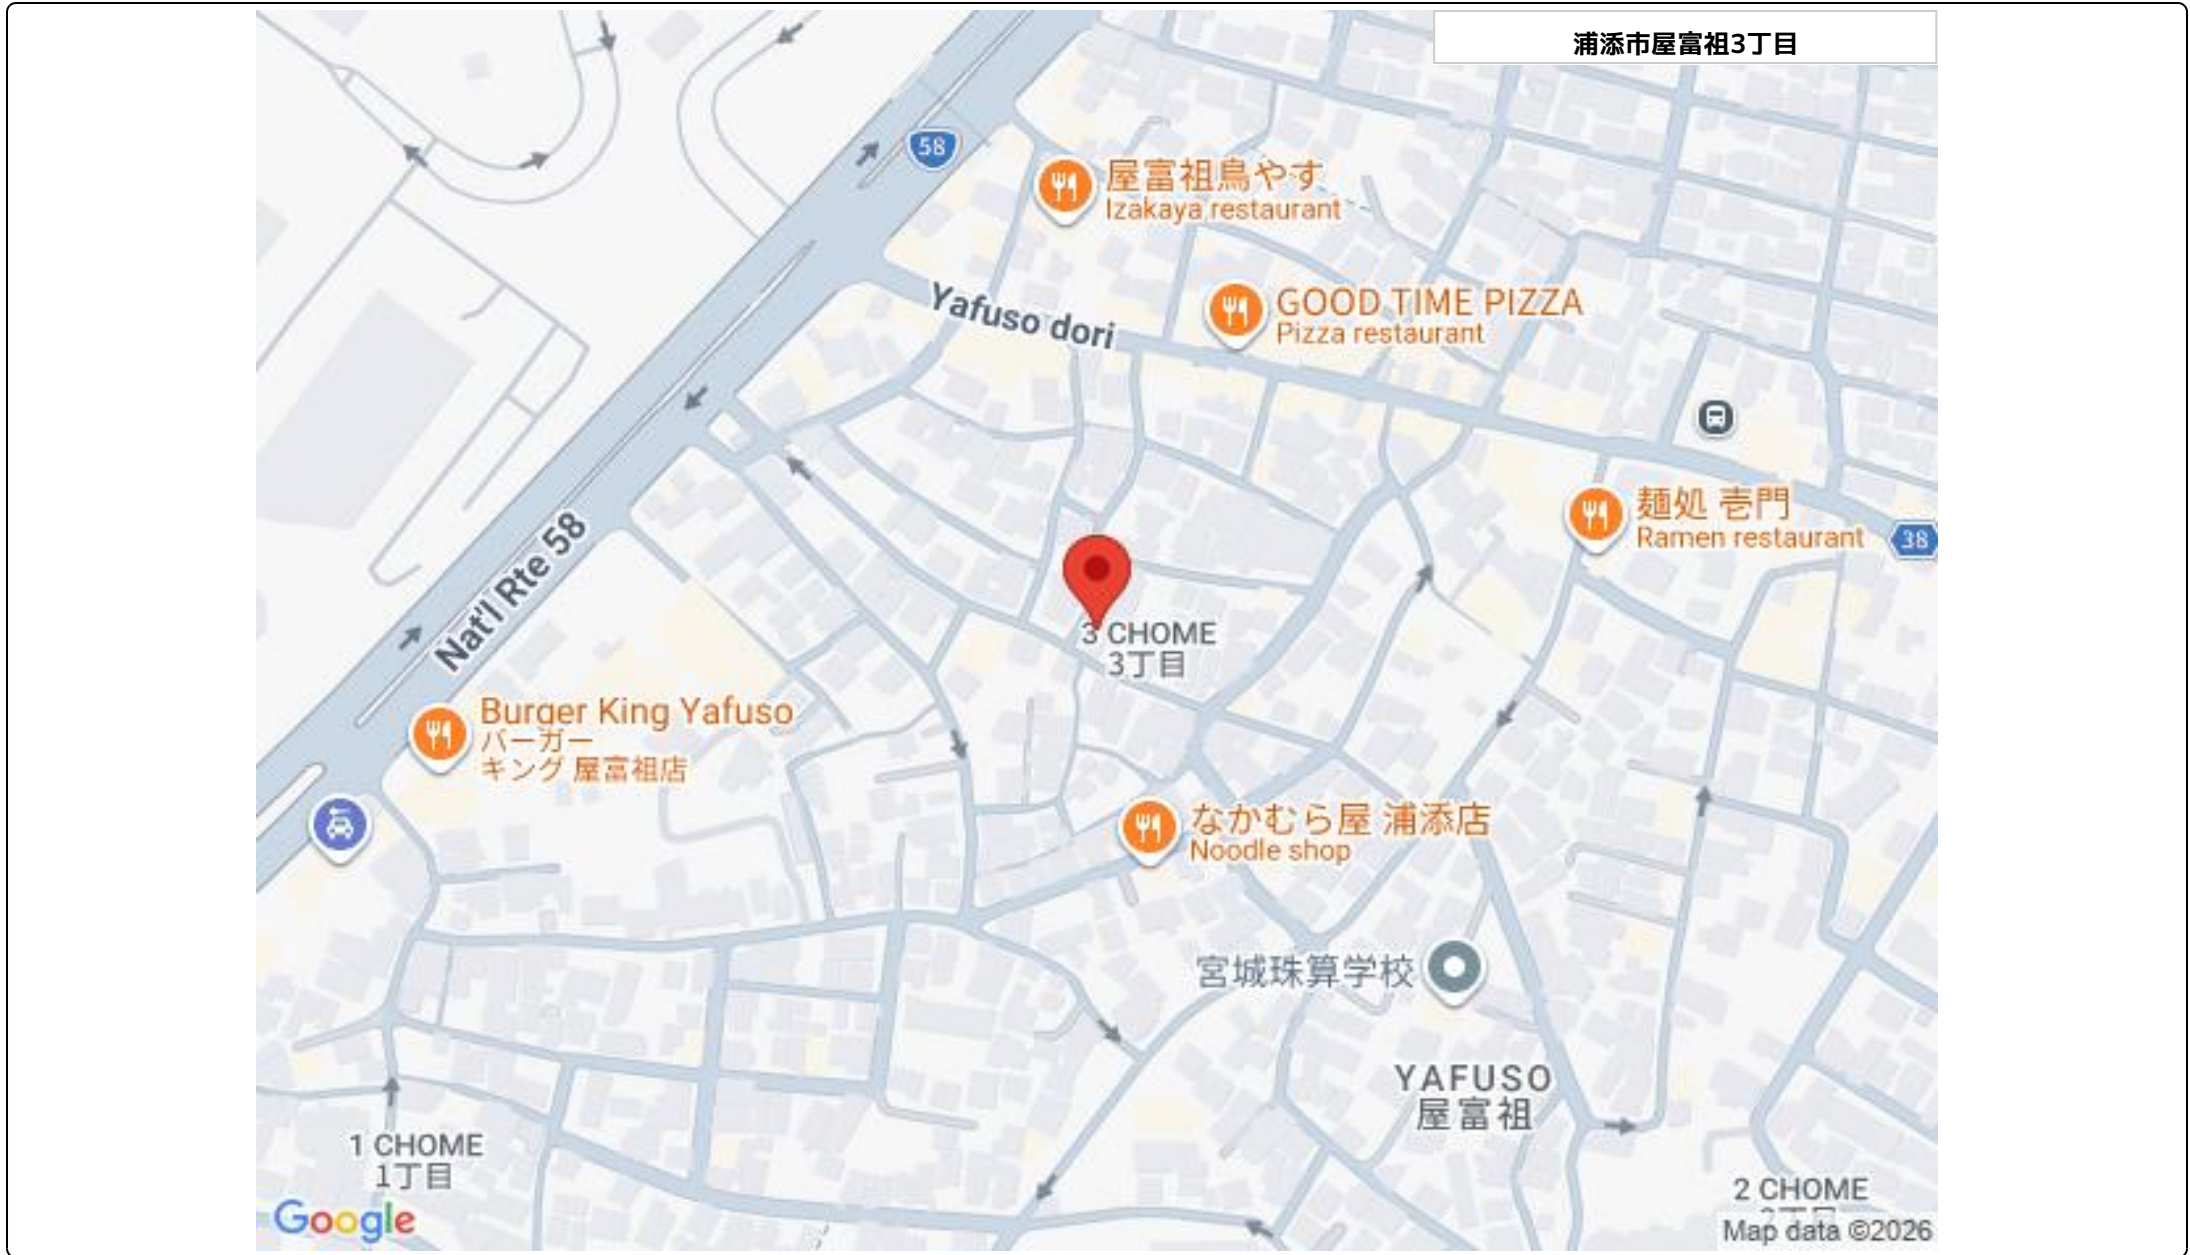 浦添市屋富祖3丁目
58
屋富祖鳥やす
Izakaya restaurant
GOOD TIME PIZZA
Pizza restaurant
Yafuso dori
麺処 壱門
Ramen restaurant
38
Nat'l Rte 58
3 CHOME
3丁目
Burger King Yafuso
バーガー
キング 屋富祖店
なかむら屋 浦添店
Noodle shop
宮城珠算学校
YAFUSO
屋富祖
1 CHOME
1丁目
2 CHOME
Google
Map data ©2026